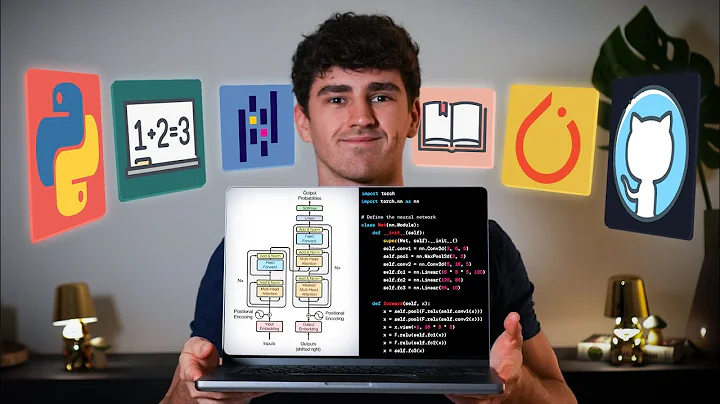 1+2=3
Output
Probabilities
Softmax
Linear
Add & Norm
Feed
Forward
Add & Norm
Multi-Head
Attention
Add & Norm
Masked
Multi-Head
Attention
Nx
Add & Norm
Feed
Forward
Add & Norm
Multi-Head
Attention
Nx
Positional
Encoding
Positional
Encoding
Input
Embedding
Output
Embedding
Inputs
Outputs
(shifted right)
import torch
import torch.nn as nn
# Define the neural network
class Net(nn.Module):
def __init__(self):
super(Net, self).__init__()
self.conv1 = nn.Conv2d(3, 6, 5)
self.pool = nn.MaxPool2d(2, 2)
self.conv2 = nn.Conv2d(6, 16, 5)
self.fc1 = nn.Linear(16 * 5 * 5, 120)
self.fc2 = nn.Linear(120, 84)
self.fc3 = nn.Linear(84, 10)
def forward(self, x):
x = self.pool(F.relu(self.conv1(x)))
x = self.pool(F.relu(self.conv2(x)))
x = x.view(-1, 16 * 5 * 5)
x = F.relu(self.fc1(x))
x = F.relu(self.fc2(x))
x = self.fc3(x)